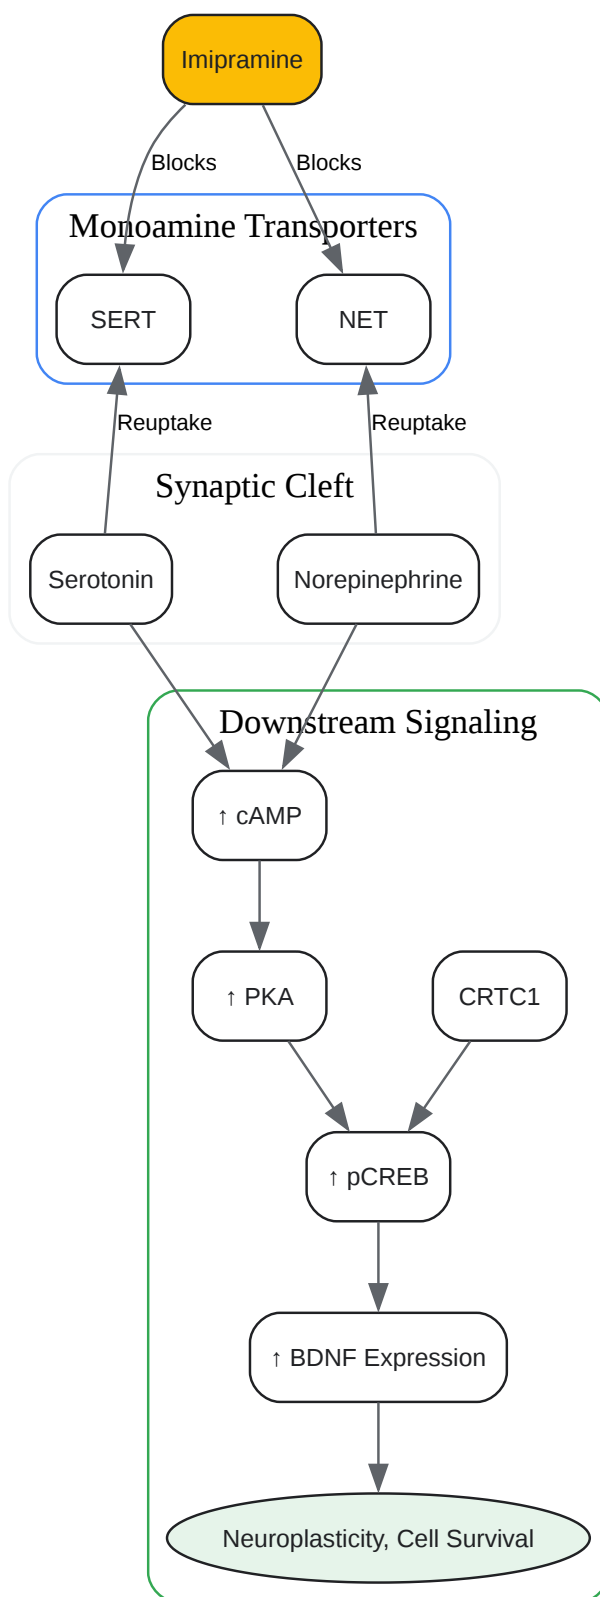 Imipramine
Blocks
Blocks
Monoamine Transporters
SERT
NET
Reuptake
Reuptake
Synaptic Cleft
Serotonin
Norepinephrine
Downstream Signaling
↑ cAMP
↑ PKA
CRTC1
↑ pCREB
↑ BDNF Expression
Neuroplasticity, Cell Survival